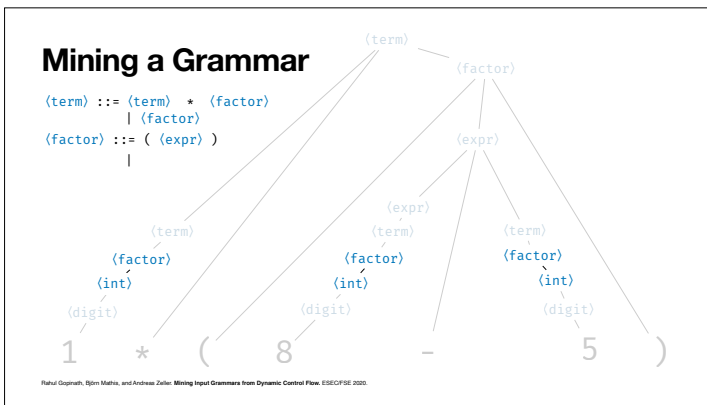 Mining a Grammar
⟨term⟩ ::= ⟨term⟩ * ⟨factor⟩
| ⟨factor⟩
⟨factor⟩ ::= ( ⟨expr⟩ )
|
⟨term⟩
⟨factor⟩
⟨expr⟩
⟨expr⟩
⟨term⟩ ⟨term⟩ ⟨term⟩
⟨factor⟩ ⟨factor⟩ ⟨factor⟩
⟨int⟩ ⟨int⟩ ⟨int⟩
⟨digit⟩ ⟨digit⟩ ⟨digit⟩
1 * ( 8 - 5 )
Rahul Gopinath, Björn Mathis, and Andreas Zeller. Mining Input Grammars from Dynamic Control Flow. ESEC/FSE 2020.